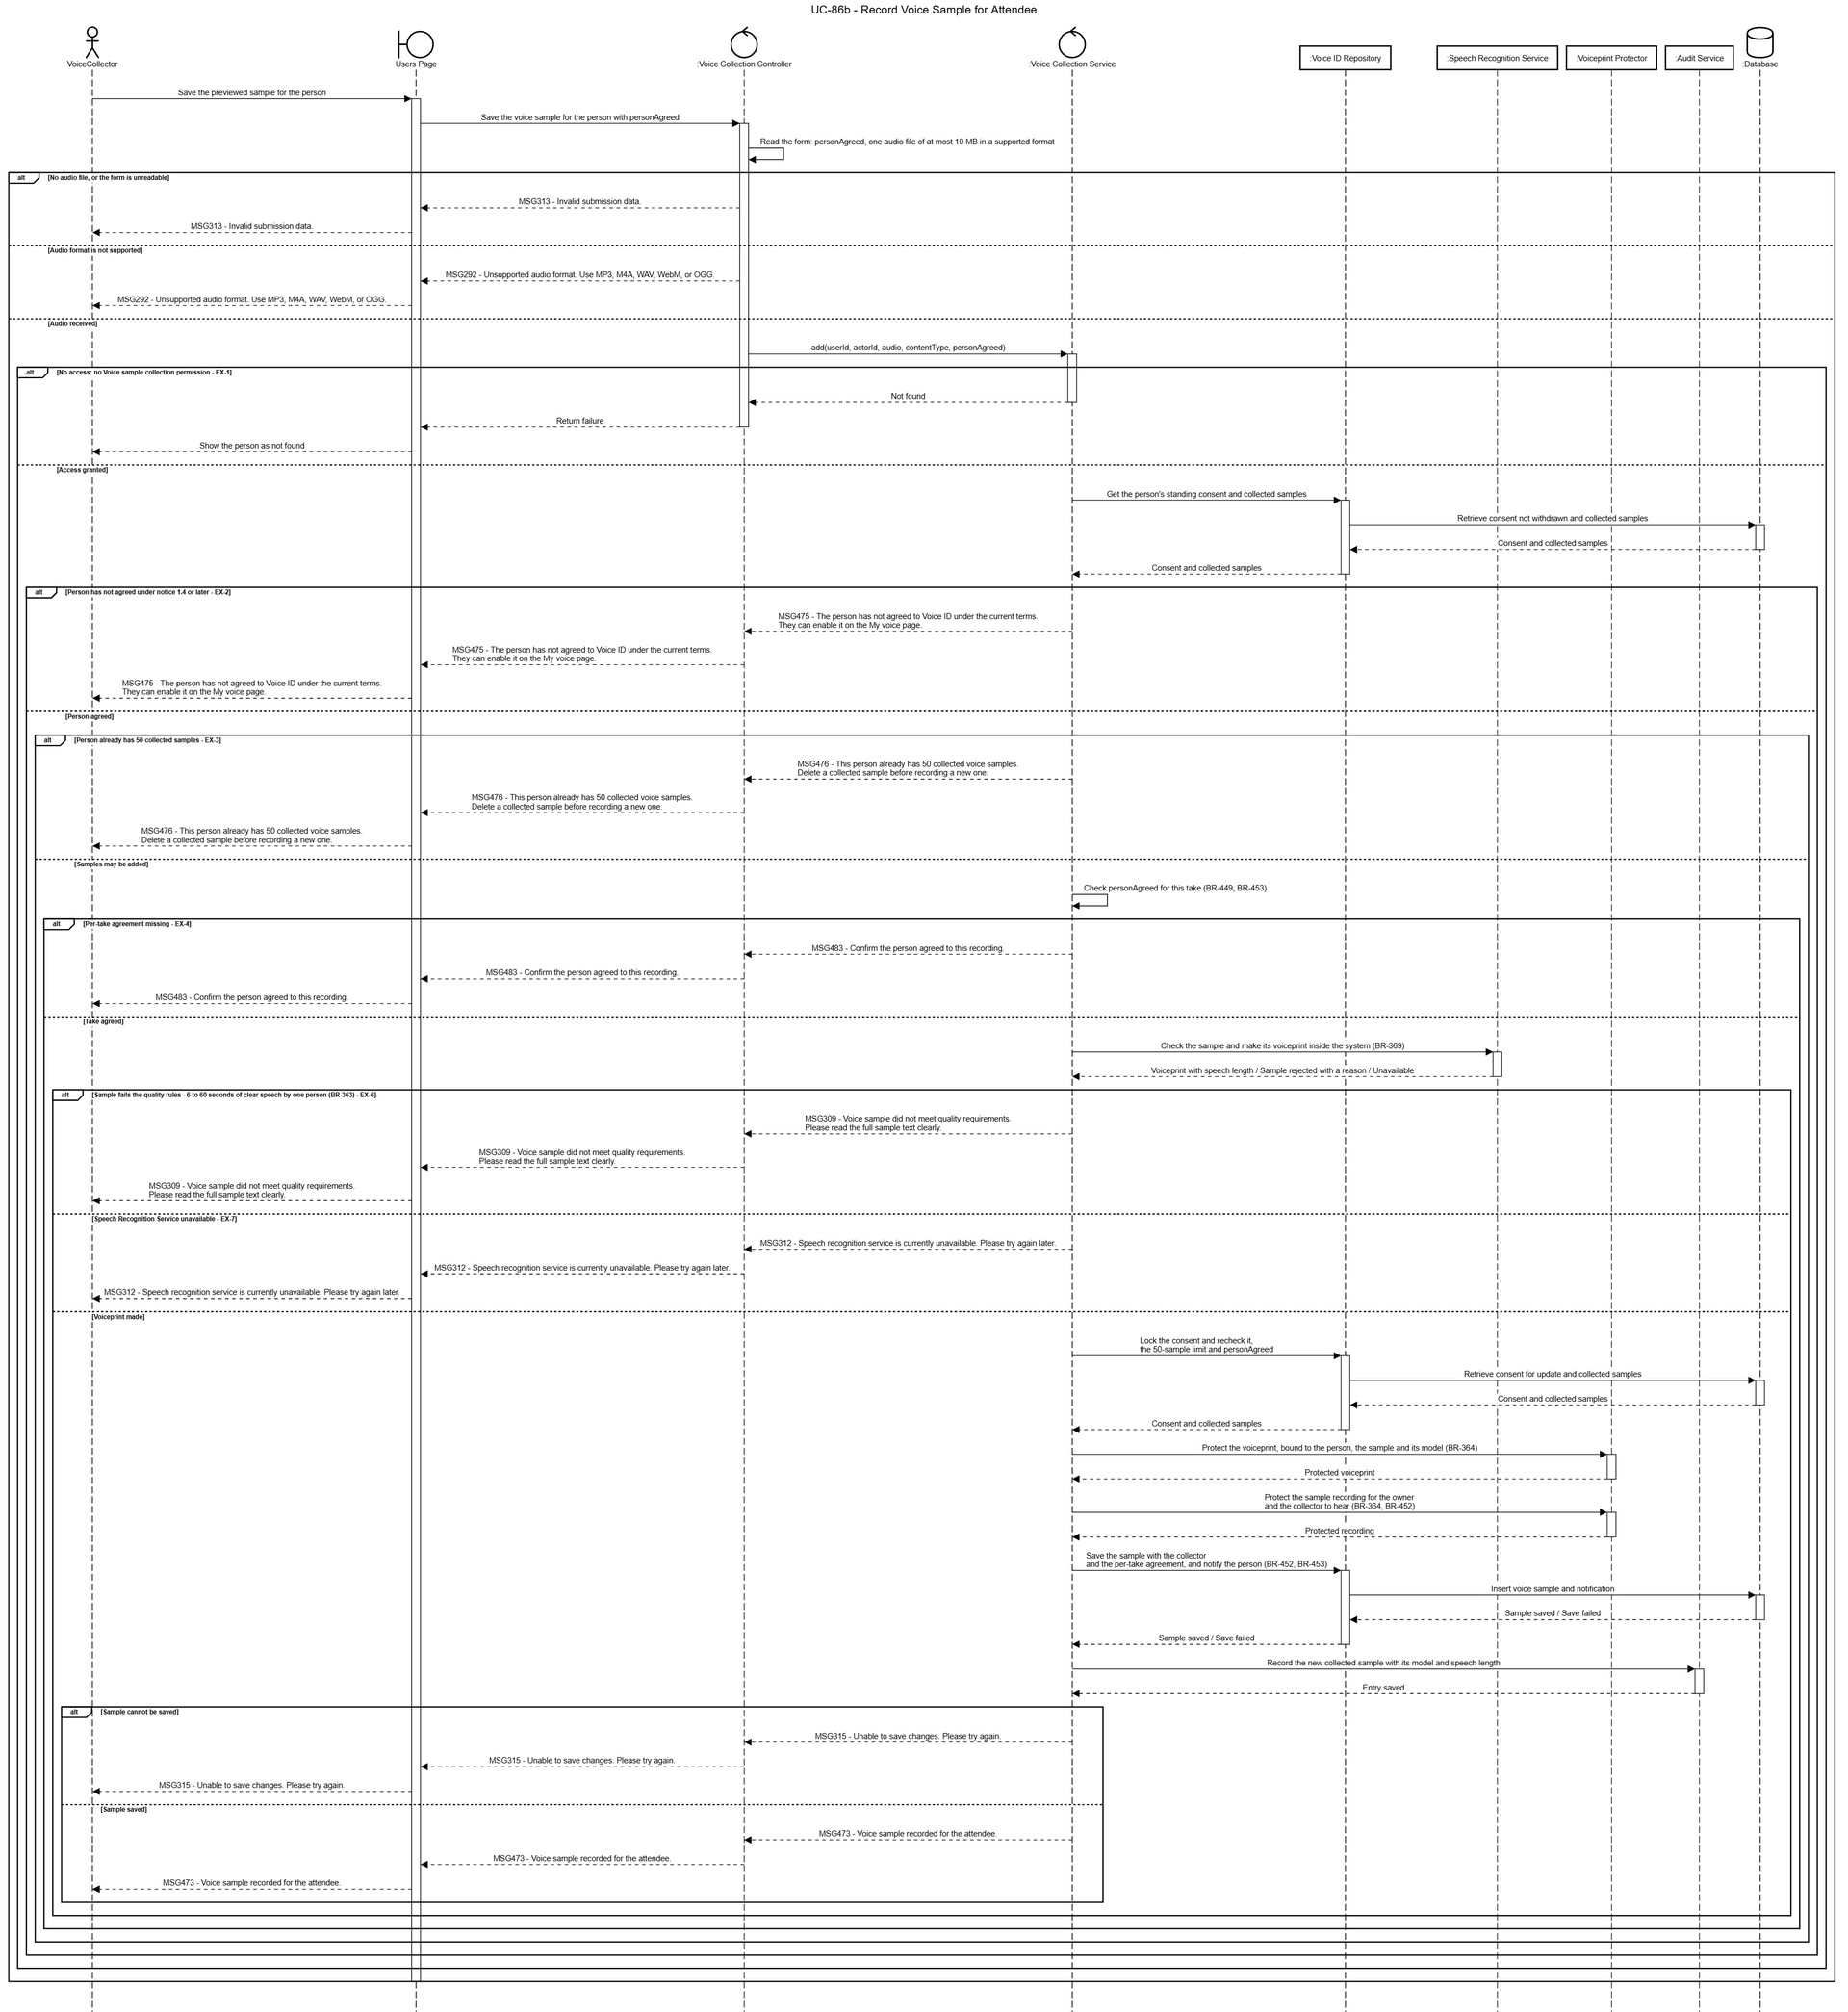 UC-86b - Record Voice Sample for Attendee
VoiceCollector
Users Page
:Voice Collection Controller
:Voice Collection Service
:Voice ID Repository
:Speech Recognition Service
:Voiceprint Protector
:Audit Service
:Database
Save the previewed sample for the person
Save the voice sample for the person with personAgreed
Read the form: personAgreed, one audio file of at most 10 MB in a supported format
alt
[No audio file, or the form is unreadable]
MSG313 - Invalid submission data.
MSG313 - Invalid submission data.
[Audio format is not supported]
MSG292 - Unsupported audio format. Use MP3, M4A, WAV, WebM, or OGG.
MSG292 - Unsupported audio format. Use MP3, M4A, WAV, WebM, or OGG.
[Audio received]
add(userId, actorId, audio, contentType, personAgreed)
alt
[No access: no Voice sample collection permission - EX-1]
Not found
Return failure
Show the person as not found
[Access granted]
Get the person's standing consent and collected samples
Retrieve consent not withdrawn and collected samples
Consent and collected samples
Consent and collected samples
alt
[Person has not agreed under notice 1.4 or later - EX-2]
MSG475 - The person has not agreed to Voice ID under the current terms.
They can enable it on the My voice page.
MSG475 - The person has not agreed to Voice ID under the current terms.
They can enable it on the My voice page.
MSG475 - The person has not agreed to Voice ID under the current terms.
They can enable it on the My voice page.
[Person agreed]
alt
[Person already has 50 collected samples - EX-3]
MSG476 - This person already has 50 collected voice samples.
Delete a collected sample before recording a new one.
MSG476 - This person already has 50 collected voice samples.
Delete a collected sample before recording a new one.
MSG476 - This person already has 50 collected voice samples.
Delete a collected sample before recording a new one.
[Samples may be added]
Check personAgreed for this take (BR-449, BR-453)
alt
[Per-take agreement missing - EX-4]
MSG483 - Confirm the person agreed to this recording.
MSG483 - Confirm the person agreed to this recording.
MSG483 - Confirm the person agreed to this recording.
[Take agreed]
Check the sample and make its voiceprint inside the system (BR-369)
Voiceprint with speech length / Sample rejected with a reason / Unavailable
alt
[Sample fails the quality rules - 6 to 60 seconds of clear speech by one person (BR-363) - EX-6]
MSG309 - Voice sample did not meet quality requirements.
Please read the full sample text clearly.
MSG309 - Voice sample did not meet quality requirements.
Please read the full sample text clearly.
MSG309 - Voice sample did not meet quality requirements.
Please read the full sample text clearly.
[Speech Recognition Service unavailable - EX-7]
MSG312 - Speech recognition service is currently unavailable. Please try again later.
MSG312 - Speech recognition service is currently unavailable. Please try again later.
MSG312 - Speech recognition service is currently unavailable. Please try again later.
[Voiceprint made]
Lock the consent and recheck it,
the 50-sample limit and personAgreed
Retrieve consent for update and collected samples
Consent and collected samples
Consent and collected samples
Protect the voiceprint, bound to the person, the sample and its model (BR-364)
Protected voiceprint
Protect the sample recording for the owner
and the collector to hear (BR-364, BR-452)
Protected recording
Save the sample with the collector
and the per-take agreement, and notify the person (BR-452, BR-453)
Insert voice sample and notification
Sample saved / Save failed
Sample saved / Save failed
Record the new collected sample with its model and speech length
Entry saved
alt
[Sample cannot be saved]
MSG315 - Unable to save changes. Please try again.
MSG315 - Unable to save changes. Please try again.
MSG315 - Unable to save changes. Please try again.
[Sample saved]
MSG473 - Voice sample recorded for the attendee.
MSG473 - Voice sample recorded for the attendee.
MSG473 - Voice sample recorded for the attendee.